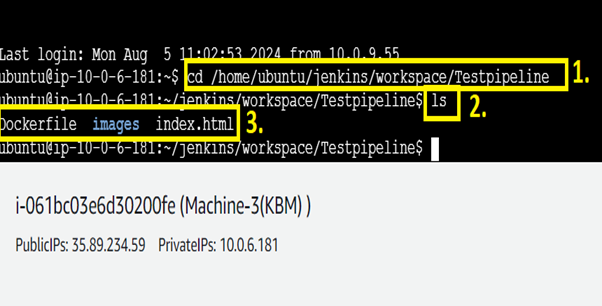 Last login: Mon Aug  5 11:02:53 2024 from 10.0.9.55
ubuntu@ip-10-0-6-181:~$ cd /home/ubuntu/jenkins/workspace/Testpipeline 1.
ubuntu@ip-10-0-6-181:~/jenkins/workspace/Testpipeline$ ls 2.
Dockerfile  images  index.html 3.
ubuntu@ip-10-0-6-181:~/jenkins/workspace/Testpipeline$
i-061bc03e6d30200fe (Machine-3(KBM) )
PublicIPs: 35.89.234.59 PrivateIPs: 10.0.6.181